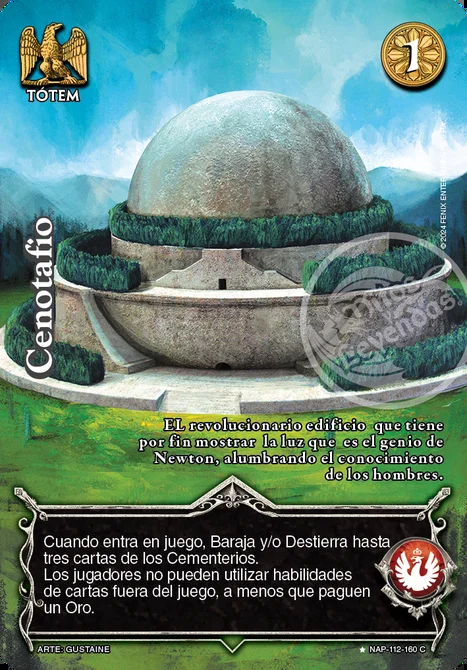 TÓTEM
1
Cenotafio
© 2024 FENIX ENTER
Mitos y
Leyendas
EL revolucionario edificio que tiene
por fin mostrar la luz que es el genio de
Newton, alumbrando el conocimiento
de los hombres.
Cuando entra en juego, Baraja y/o Destierra hasta
tres cartas de los Cementerios.
Los jugadores no pueden utilizar habilidades
de cartas fuera del juego, a menos que paguen
un Oro.
ARTE: GUSTAINE
★ NAP-112-160 C